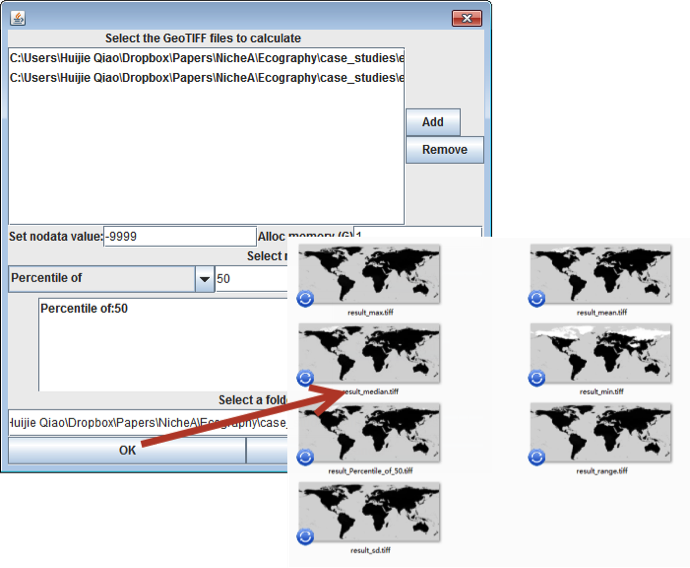 Select the GeoTIFF files to calculate
C:\Users\Huijie Qiao\Dropbox\Papers\NicheA\Ecography\case_studies\e
C:\Users\Huijie Qiao\Dropbox\Papers\NicheA\Ecography\case_studies\e
Add
Remove
Set nodata value: -9999 Alloc memory (G) 1
Select
Percentile of 50
Percentile of:50
Select a fold
Huijie Qiao\Dropbox\Papers\NicheA\Ecography\case_
OK
result_max.tiff
result_mean.tiff
result_median.tiff
result_min.tiff
result_Percentile_of_50.tiff
result_range.tiff
result_sd.tiff